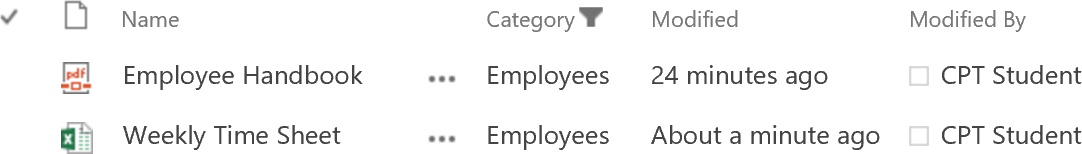 Name Category Modified Modified By
pdf Employee Handbook ... Employees 24 minutes ago CPT Student
Weekly Time Sheet ... Employees About a minute ago CPT Student